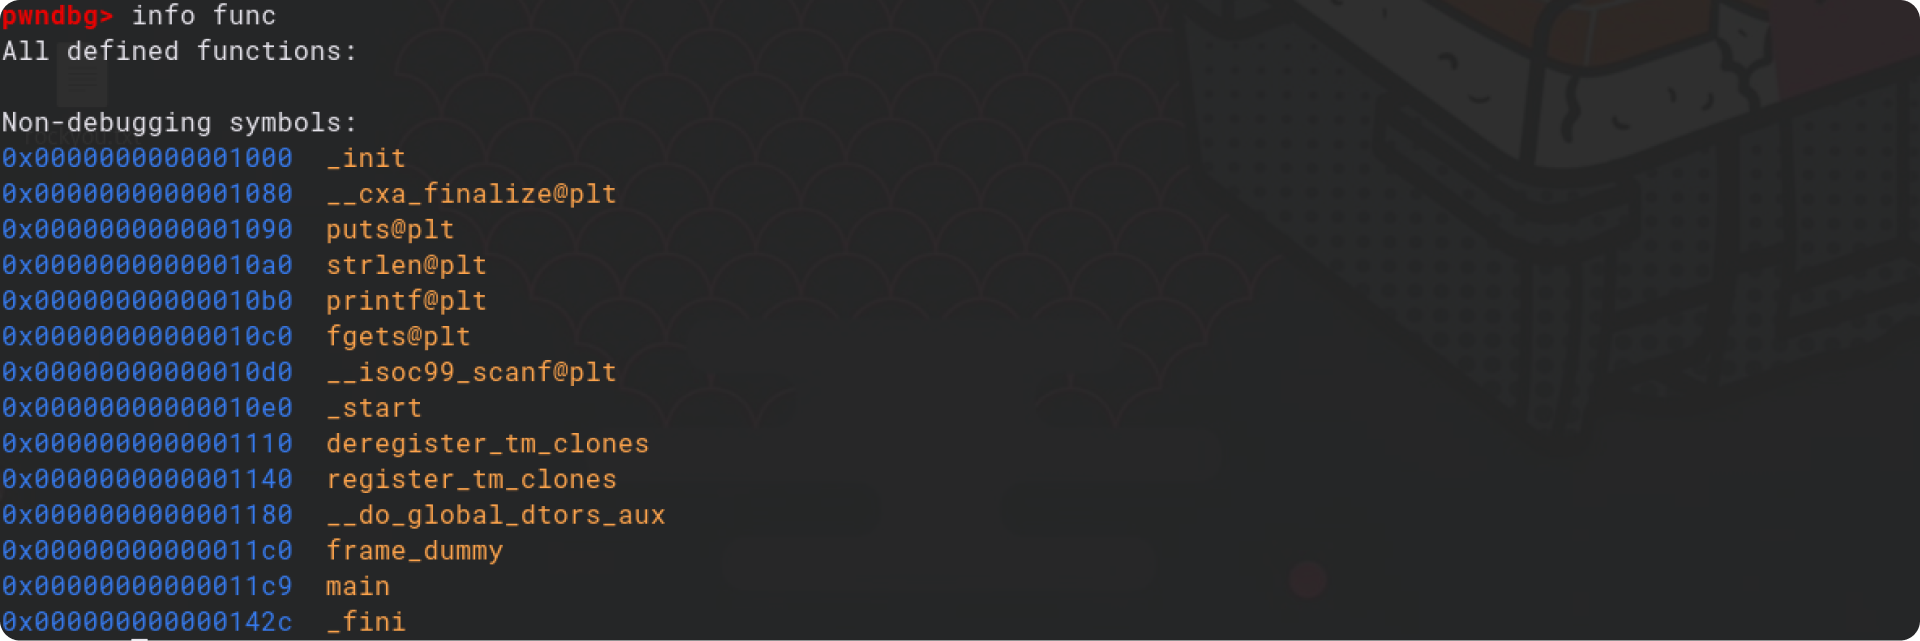 pwndbg> info func
All defined functions:
Non-debugging symbols:
0x0000000000001000  _init
0x0000000000001080  __cxa_finalize@plt
0x0000000000001090  puts@plt
0x00000000000010a0  strlen@plt
0x00000000000010b0  printf@plt
0x00000000000010c0  fgets@plt
0x00000000000010d0  __isoc99_scanf@plt
0x00000000000010e0  _start
0x0000000000001110  deregister_tm_clones
0x0000000000001140  register_tm_clones
0x0000000000001180  __do_global_dtors_aux
0x00000000000011c0  frame_dummy
0x00000000000011c9  main
0x000000000000142c  _fini